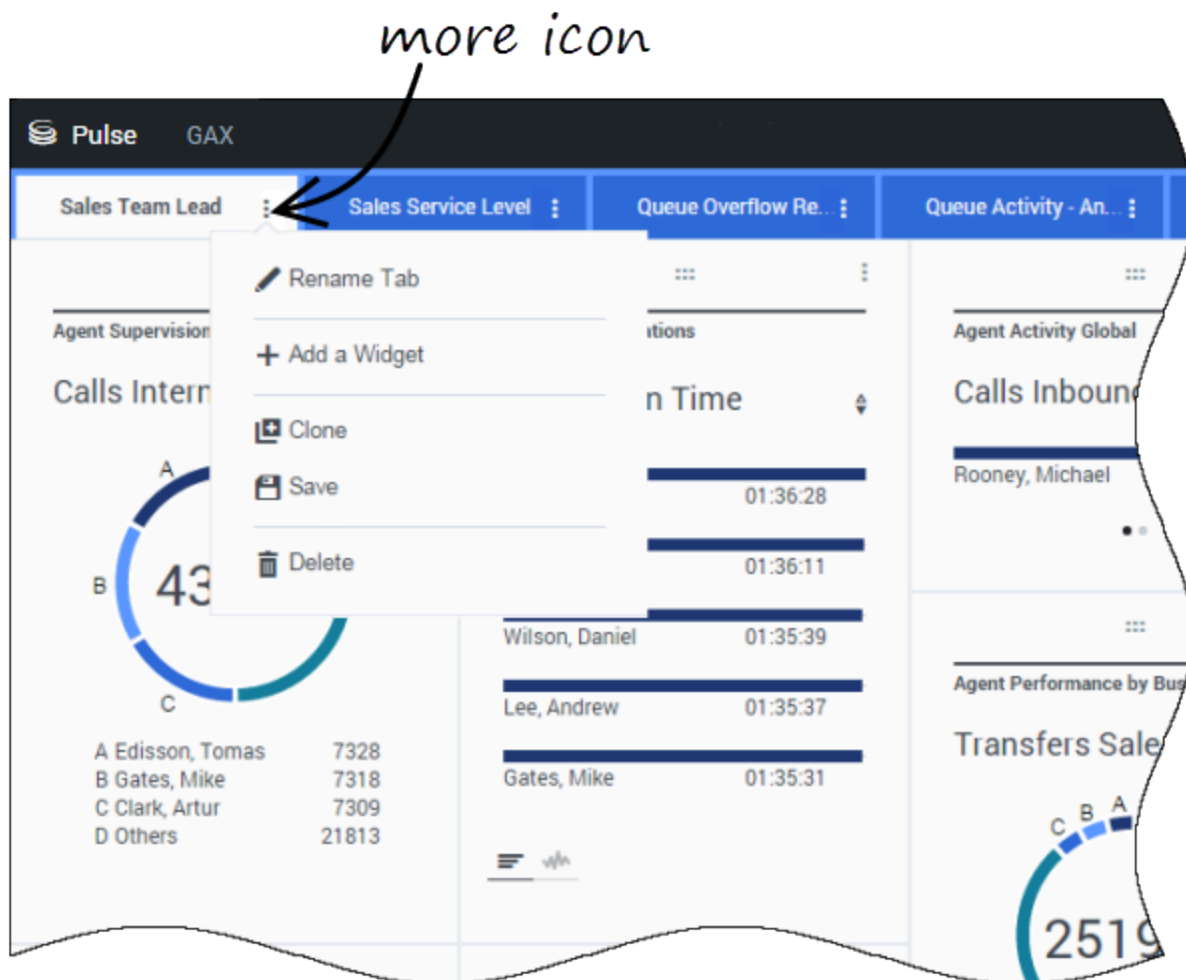 more icon
Pulse GAX
Sales Team Lead
Sales Service Level
Queue Overflow Re...
Queue Activity - An...
Rename Tab
Add a Widget
Clone
Save
Delete
Agent Supervision
Calls Intern
43
A
B
C
A Edisson, Tomas 7328
B Gates, Mike 7318
C Clark, Artur 7309
D Others 21813
ations
n Time
01:36:28
01:36:11
Wilson, Daniel 01:35:39
Lee, Andrew 01:35:37
Gates, Mike 01:35:31
Agent Activity Global
Calls Inbound
Rooney, Michael
Agent Performance by Bus
Transfers Sale
C B A
2519